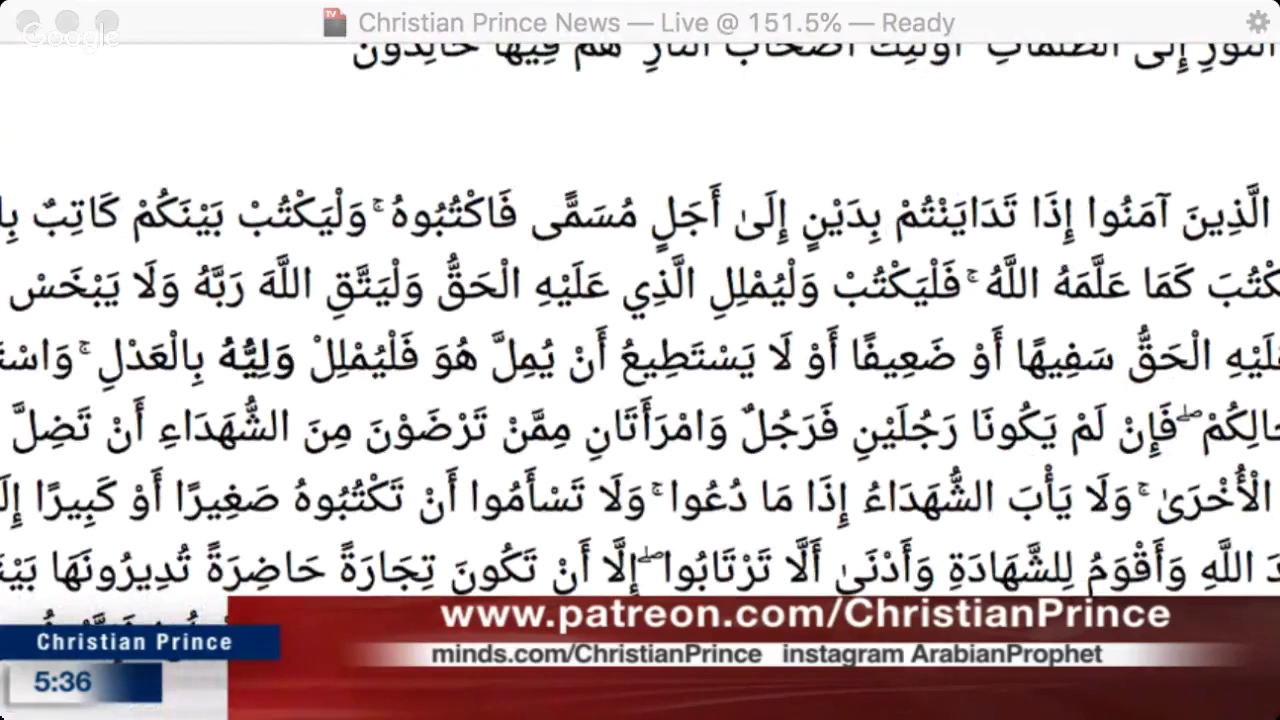 Google
Christian Prince News — Live @ 151.5% — Ready
النُّورِ إِلَى الظُّلُمَاتِ أُولَٰئِكَ أَصْحَابُ النَّارِ هُمْ فِيهَا خَالِدُونَ
الَّذِينَ آمَنُوا إِذَا تَدَايَنْتُمْ بِدَيْنٍ إِلَىٰ أَجَلٍ مُسَمًّى فَاكْتُبُوهُ ۚ وَلْيَكْتُبْ بَيْنَكُمْ كَاتِبٌ
كْتُبَ كَمَا عَلَّمَهُ اللَّهُ ۚ فَلْيَكْتُبْ وَلْيُمْلِلِ الَّذِي عَلَيْهِ الْحَقُّ وَلْيَتَّقِ اللَّهَ رَبَّهُ وَلَا يَبْخَسْ
عَلَيْهِ الْحَقُّ سَفِيهًا أَوْ ضَعِيفًا أَوْ لَا يَسْتَطِيعُ أَنْ يُمِلَّ هُوَ فَلْيُمْلِلْ وَلِيُّهُ بِالْعَدْلِ ۚ وَاسْتَ
حَالِكُمْ ۖ فَإِنْ لَمْ يَكُونَا رَجُلَيْنِ فَرَجُلٌ وَامْرَأَتَانِ مِمَّنْ تَرْضَوْنَ مِنَ الشُّهَدَاءِ أَنْ تَضِلَّ
الْأُخْرَىٰ ۚ وَلَا يَأْبَ الشُّهَدَاءُ إِذَا مَا دُعُوا ۚ وَلَا تَسْأَمُوا أَنْ تَكْتُبُوهُ صَغِيرًا أَوْ كَبِيرًا إِلَ
دَ اللَّهِ وَأَقْوَمُ لِلشَّهَادَةِ وَأَدْنَىٰ أَلَّا تَرْتَابُوا ۖ إِلَّا أَنْ تَكُونَ تِجَارَةً حَاضِرَةً تُدِيرُونَهَا بَيْنَ
www.patreon.com/ChristianPrince
Christian Prince
minds.com/ChristianPrince instagram ArabianProphet
5:36